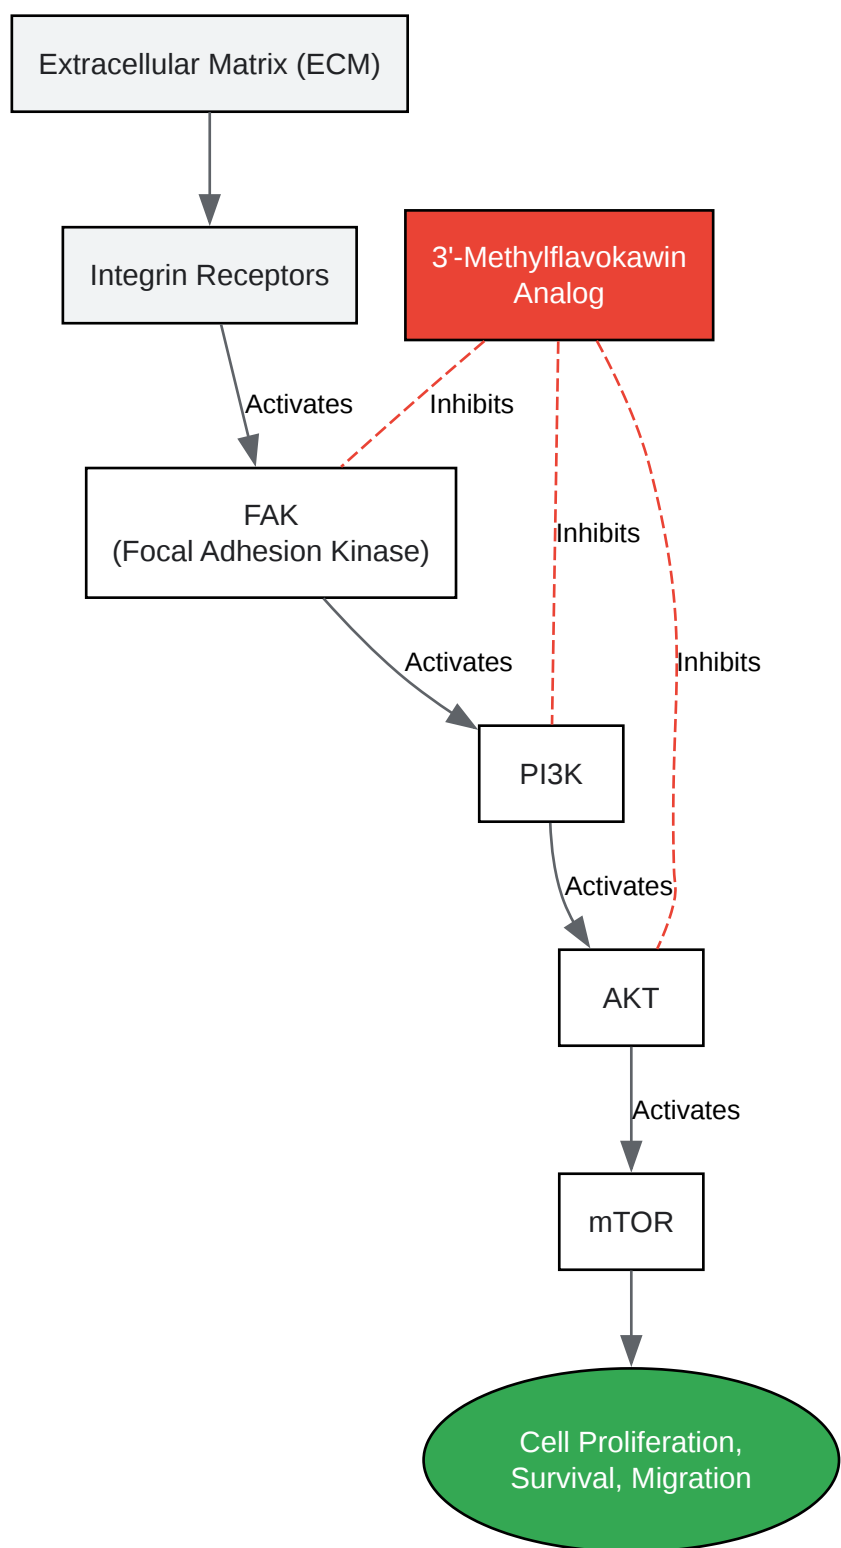 Extracellular Matrix (ECM)
Integrin Receptors
3'-Methylflavokawin
Analog
Activates
Inhibits
FAK
(Focal Adhesion Kinase)
Inhibits
Activates
Inhibits
PI3K
Activates
AKT
Activates
mTOR
Cell Proliferation,
Survival, Migration